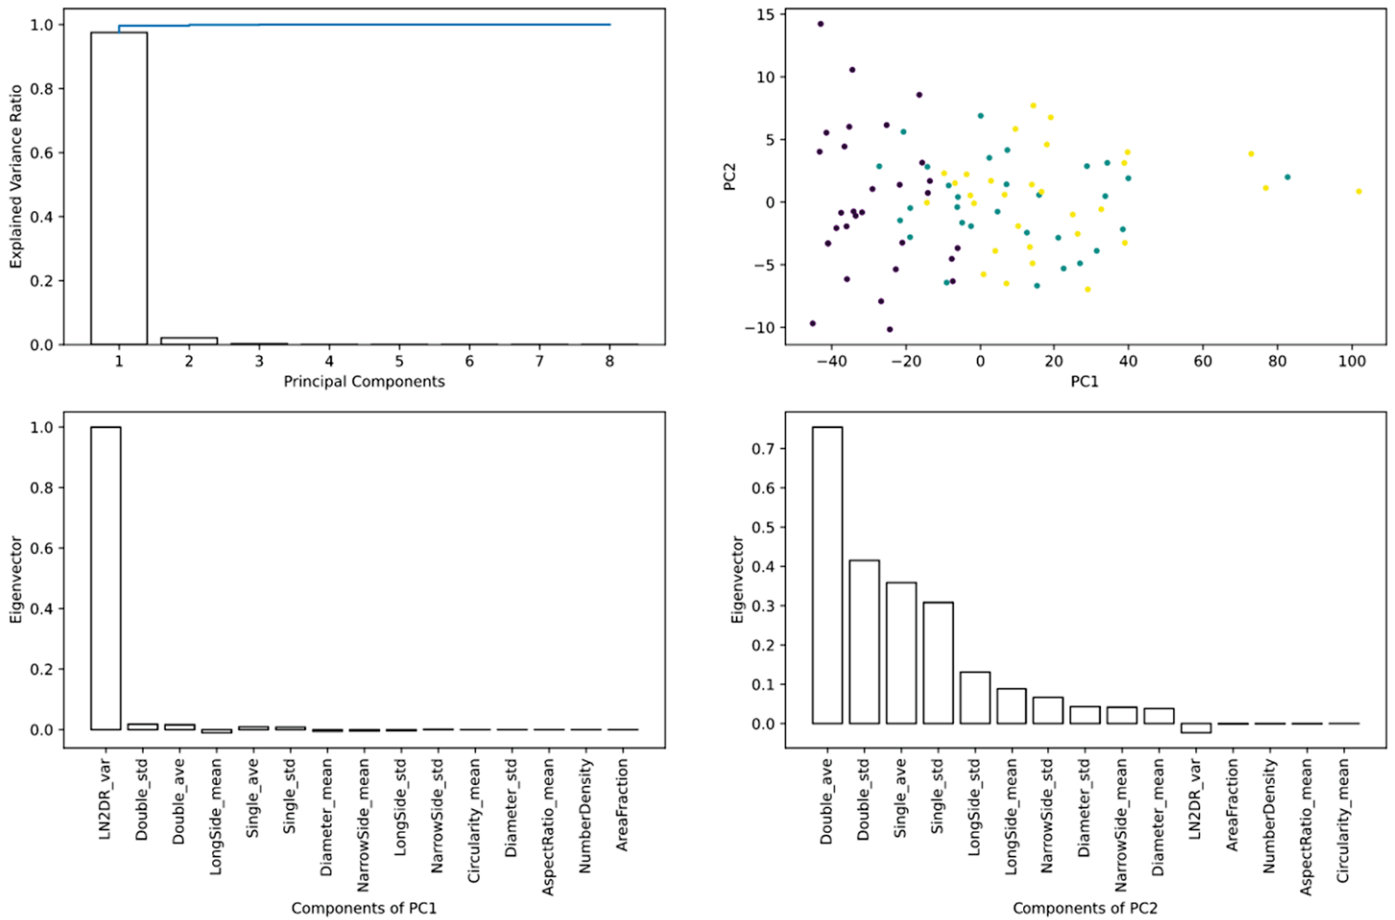 1.0
0.8
0.6
0.4
0.2
0.0
Explained Variance Ratio
1 2 3 4 5 6 7 8
Principal Components
15
10
5
0
−5
−10
PC2
−40 −20 0 20 40 60 80 100
PC1
1.0
0.8
0.6
0.4
0.2
0.0
Eigenvector
LN2DR_var
Double_std
Double_ave
LongSide_mean
Single_ave
Single_std
Diameter_mean
NarrowSide_mean
LongSide_std
NarrowSide_std
Circularity_mean
Diameter_std
AspectRatio_mean
NumberDensity
AreaFraction
Components of PC1
0.7
0.6
0.5
0.4
0.3
0.2
0.1
0.0
Eigenvector
Double_ave
Double_std
Single_ave
Single_std
LongSide_std
LongSide_mean
NarrowSide_std
Diameter_std
NarrowSide_mean
Diameter_mean
LN2DR_var
AreaFraction
NumberDensity
AspectRatio_mean
Circularity_mean
Components of PC2